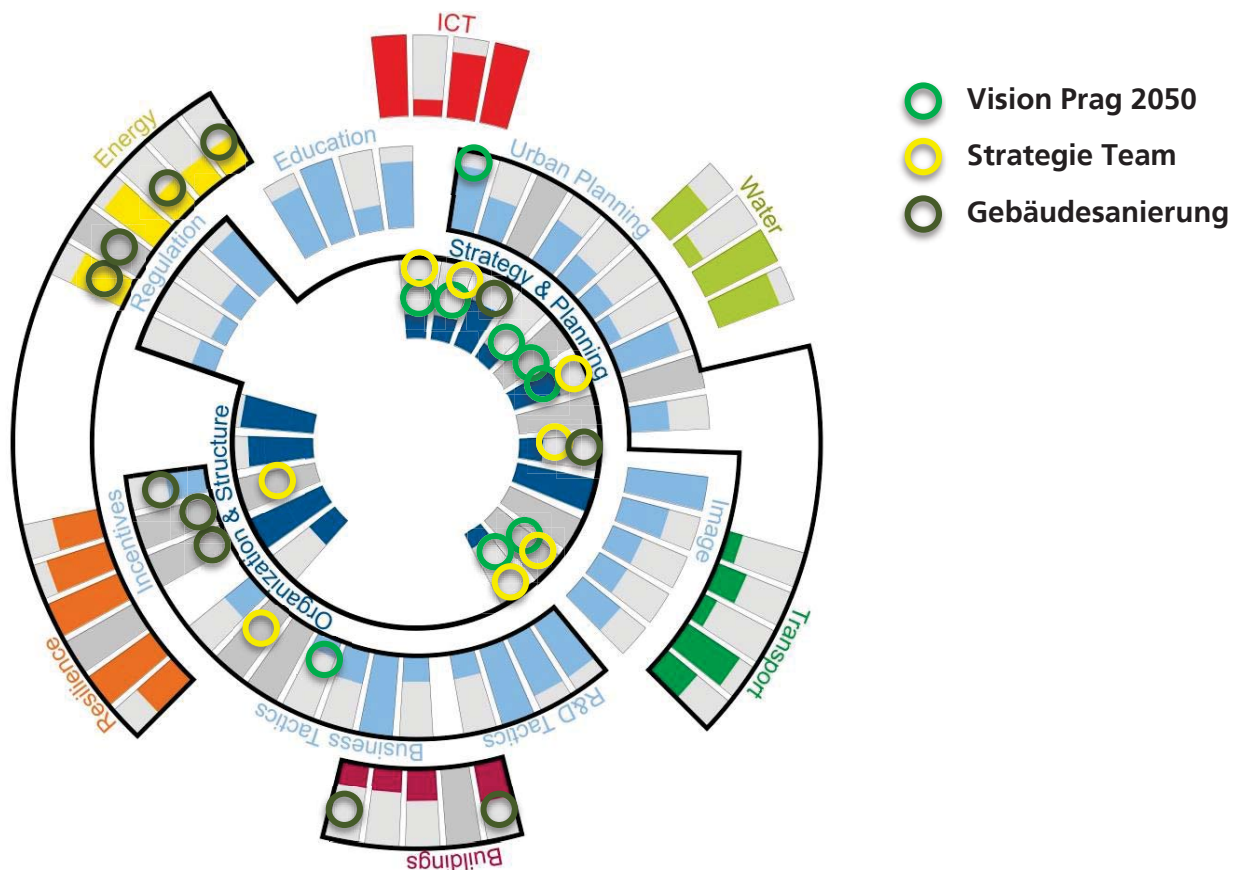 ICT
Education
Urban Planning
Energy
Regulation
Water
Strategy & Planning
Organization & Structure
Incentives
Image
Transport
Resilience
Business Tactics
R&D Tactics
Buildings
Vision Prag 2050
Strategie Team
Gebäudesanierung